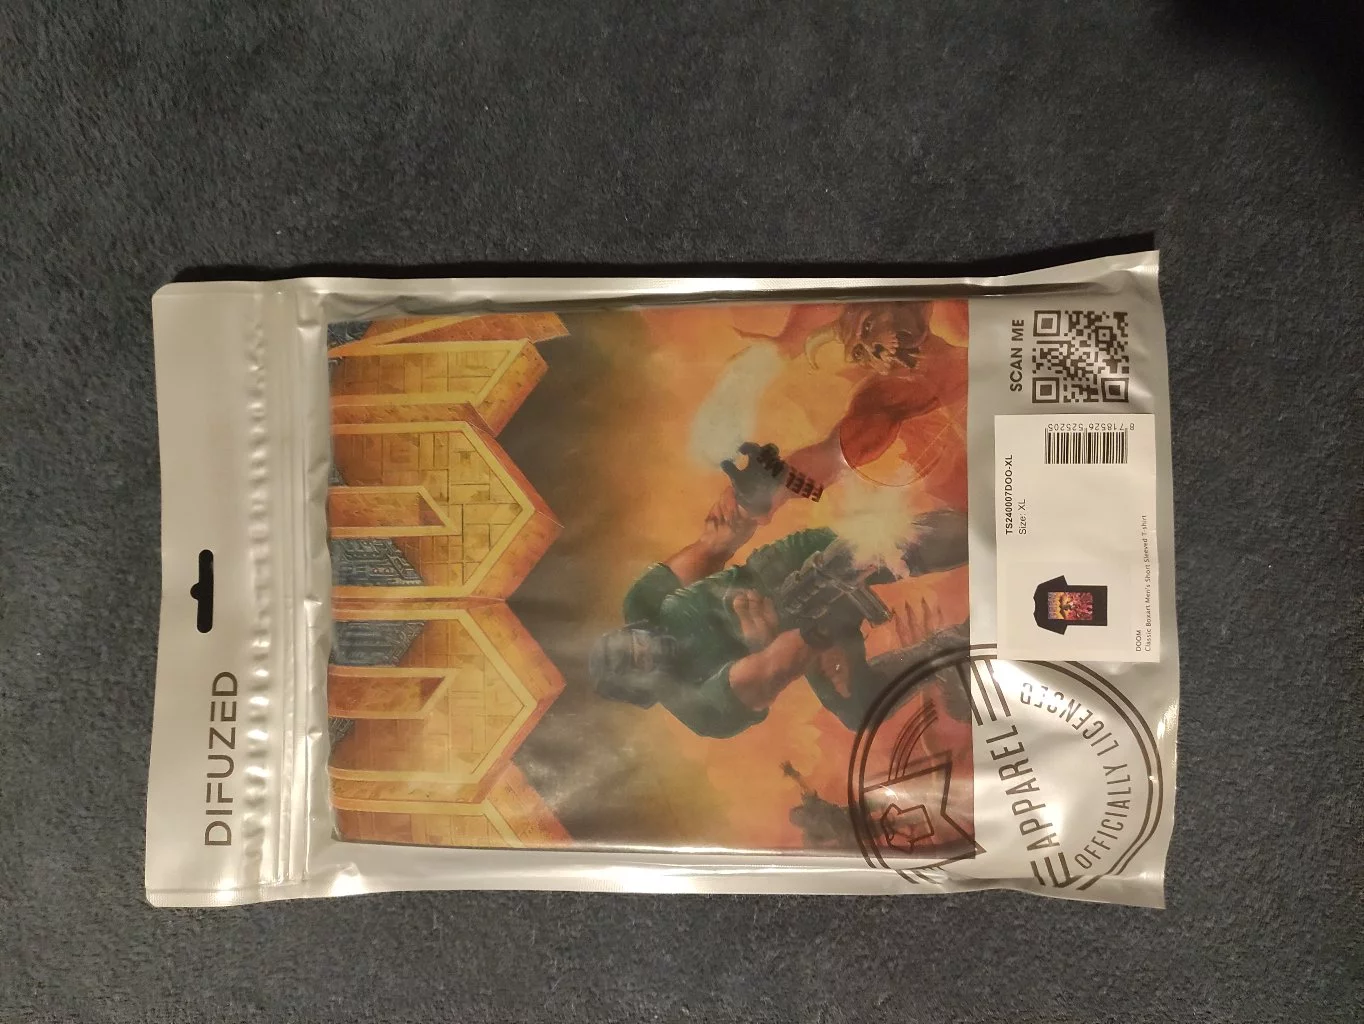 DIFUZED
FEEL
SCAN ME
TS240007DOO-XL
Size: XL
8 718526 525205
DOOM
Classic Boxart Men's Short Sleeved T-shirt
APPAREL
OFFICIALLY LICENSED